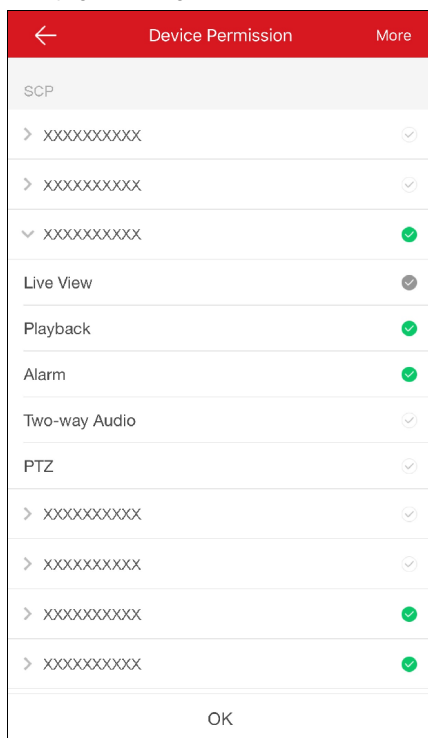 Device Permission More
SCP
XXXXXXXXXX
XXXXXXXXXX
XXXXXXXXXX
Live View
Playback
Alarm
Two-way Audio
PTZ
XXXXXXXXXX
XXXXXXXXXX
XXXXXXXXXX
XXXXXXXXXX
OK